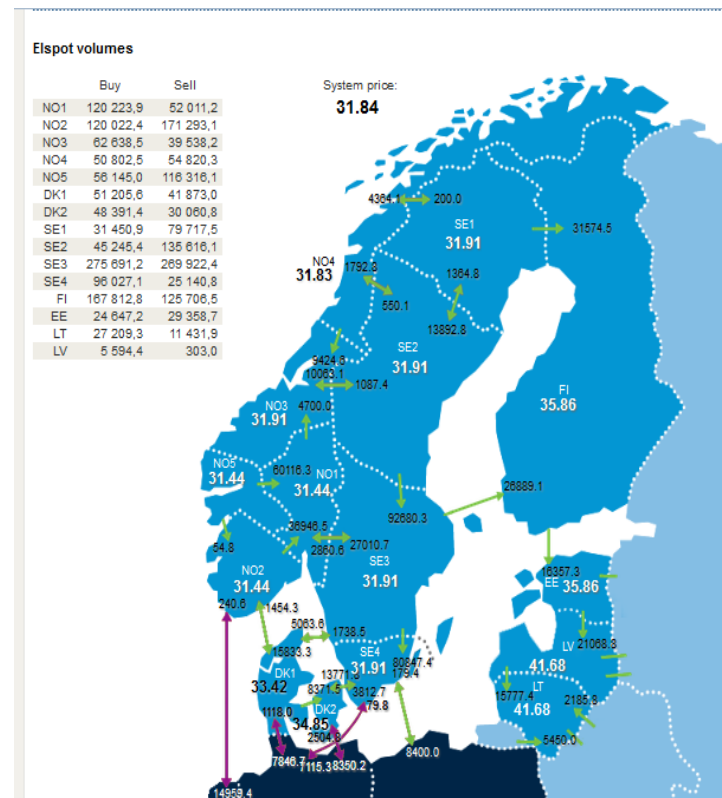 Elspot volumes
Buy Sell
System price:
31.84
NO1 120 223,9 52 011,2
NO2 120 022,4 171 293,1
NO3 62 638,5 39 538,2
NO4 50 802,5 54 820,3
NO5 56 145,0 116 316,1
DK1 51 205,6 41 873,0
DK2 48 391,4 30 060,8
SE1 31 450,9 79 717,5
SE2 45 245,4 135 616,1
SE3 275 691,2 269 922,4
SE4 96 027,1 25 140,8
FI 167 812,8 125 706,5
EE 24 647,2 29 358,7
LT 27 209,3 11 431,9
LV 5 594,4 303,0
4364.1 200.0
SE1
31.91
31574.5
NO4
31.83
1792.3
1364.8
550.1
13892.8
SE2
31.91
9424.6
10063.1
1087.4
FI
35.86
NO3
31.91
4700.0
NO5
31.44
60116.3
NO1
31.44
26889.1
92680.3
36946.5
27010.7
2860.6
54.8
SE3
31.91
16357.3
EE
35.86
NO2
31.44
240.6
1454.3
5063.6
1738.5
15833.3
SE4
31.91
80847.4
179.4
LV
21068.3
41.68
DK1
33.42
8371.5
3812.7
79.8
LT
41.68
15777.4
2185.8
1118.0
DK2
34.85
7846.7
7115.3
8350.2
8400.0
5450.0
14959.4